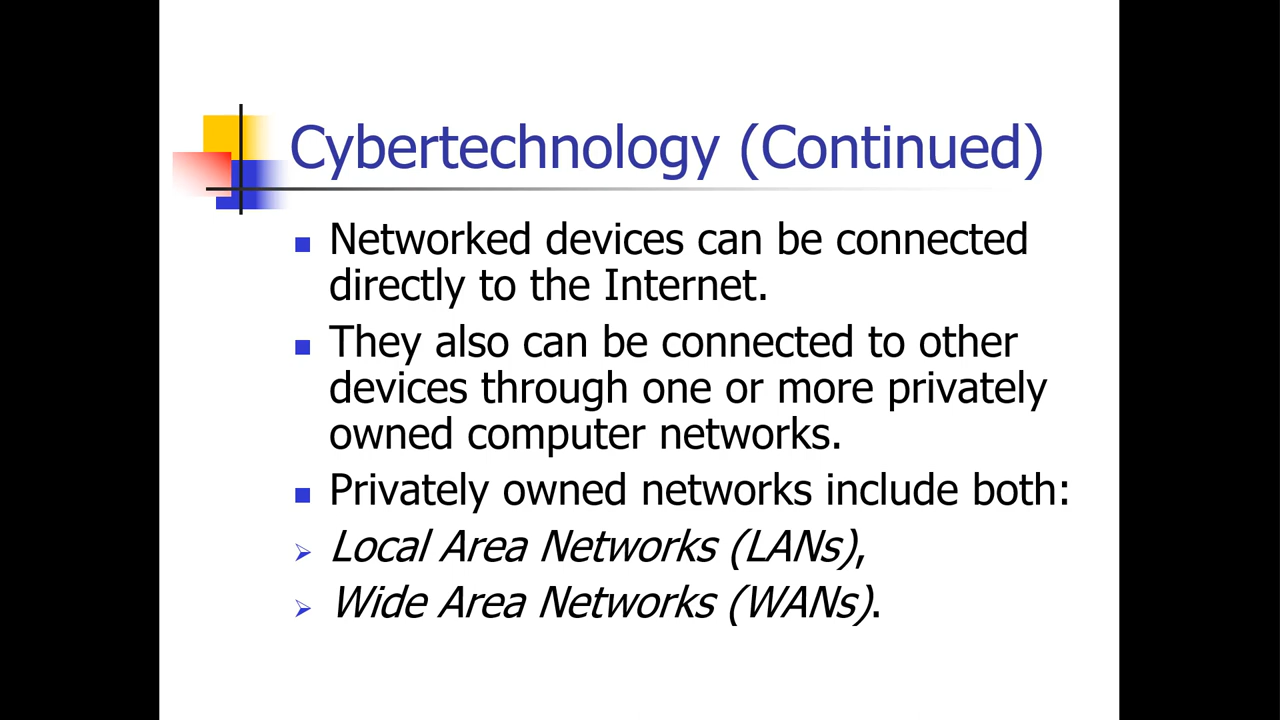 Cybertechnology (Continued)
Networked devices can be connected
directly to the Internet.
They also can be connected to other
devices through one or more privately
owned computer networks.
Privately owned networks include both:
Local Area Networks (LANs),
Wide Area Networks (WANs).